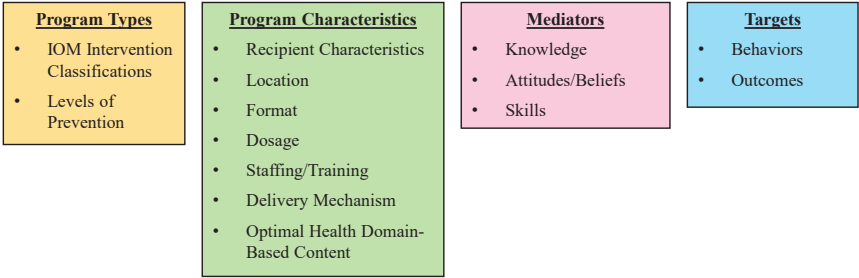 Program Types
• IOM Intervention
Classifications
• Levels of
Prevention
Program Characteristics
• Recipient Characteristics
• Location
• Format
• Dosage
• Staffing/Training
• Delivery Mechanism
• Optimal Health Domain-
Based Content
Mediators
• Knowledge
• Attitudes/Beliefs
• Skills
Targets
• Behaviors
• Outcomes